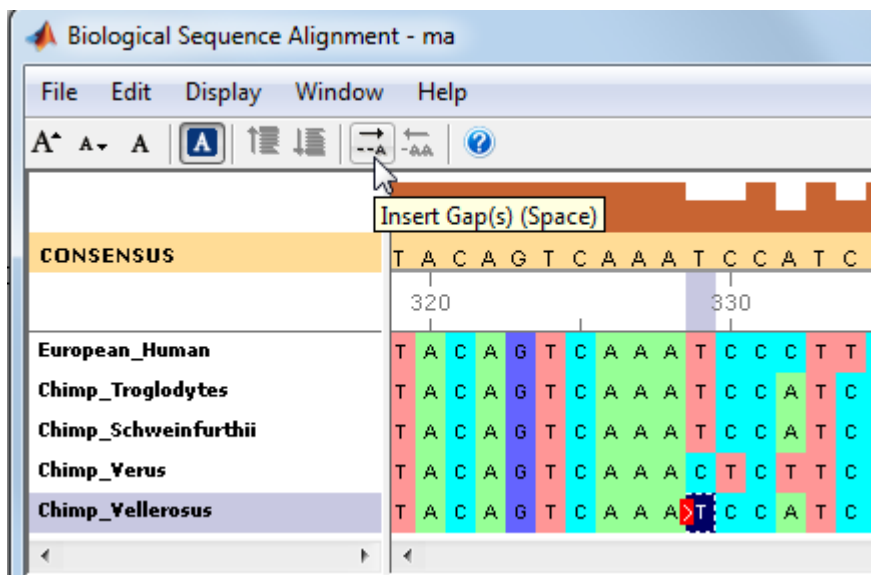 Biological Sequence Alignment - ma
File Edit Display Window Help
A A A A --A -AA ?
Insert Gap(s) (Space)
CONSENSUS T A C A G T C A A A T C C A T C
320 330
European_Human T A C A G T C A A A T C C C T T
Chimp_Troglodytes T A C A G T C A A A T C C A T C
Chimp_Schweinfurthii T A C A G T C A A A T C C A T C
Chimp_Verus T A C A G T C A A A C T C T T C
Chimp_Vellerosus T A C A G T C A A A > T C C A T C